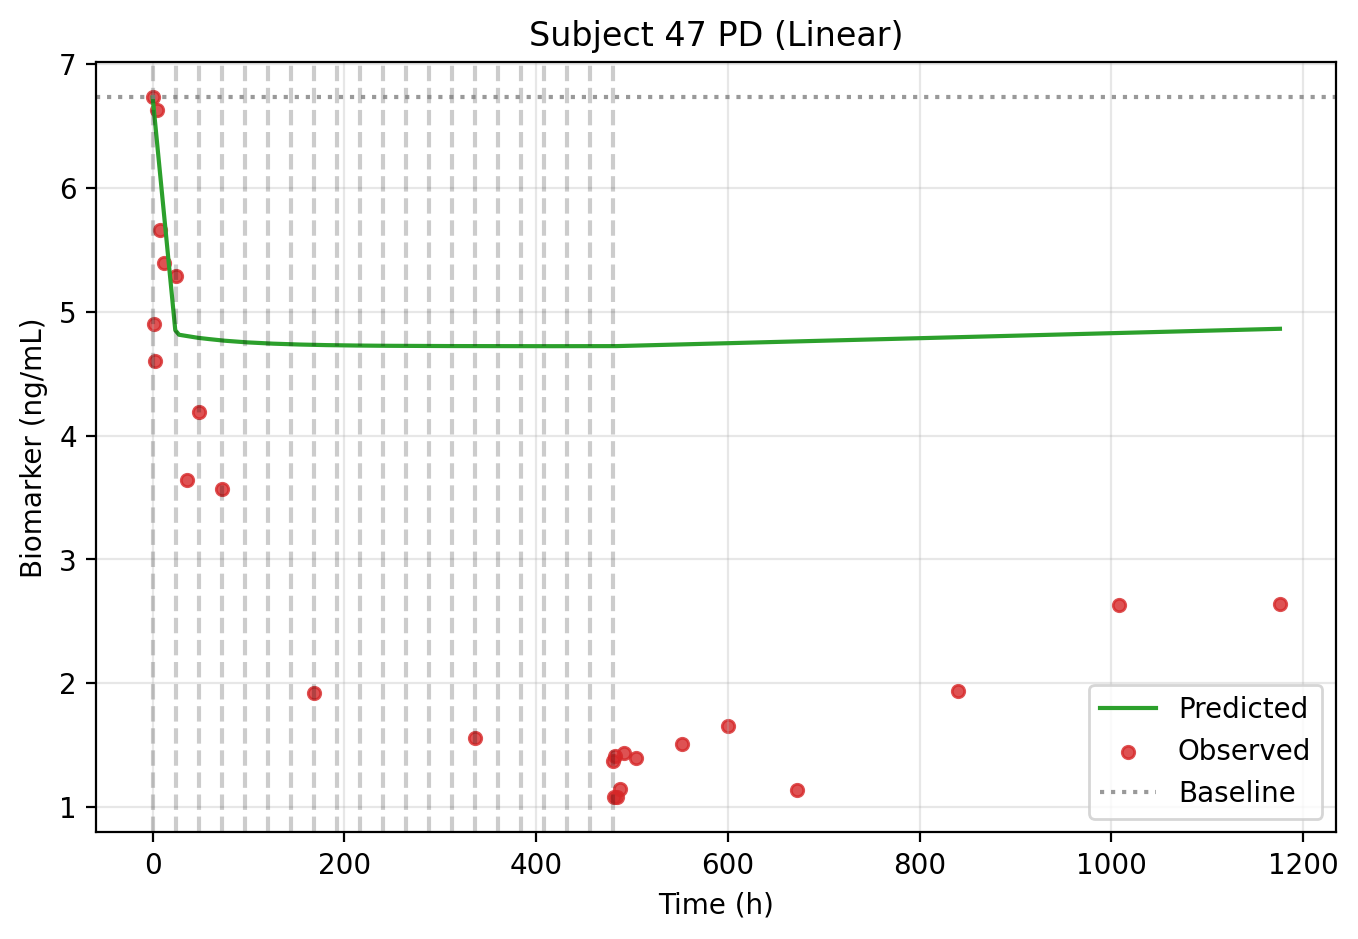 Subject 47 PD (Linear)
Biomarker (ng/mL)
7
6
5
4
3
2
1
Predicted
Observed
Baseline
0
200
400
600
800
1000
1200
Time (h)